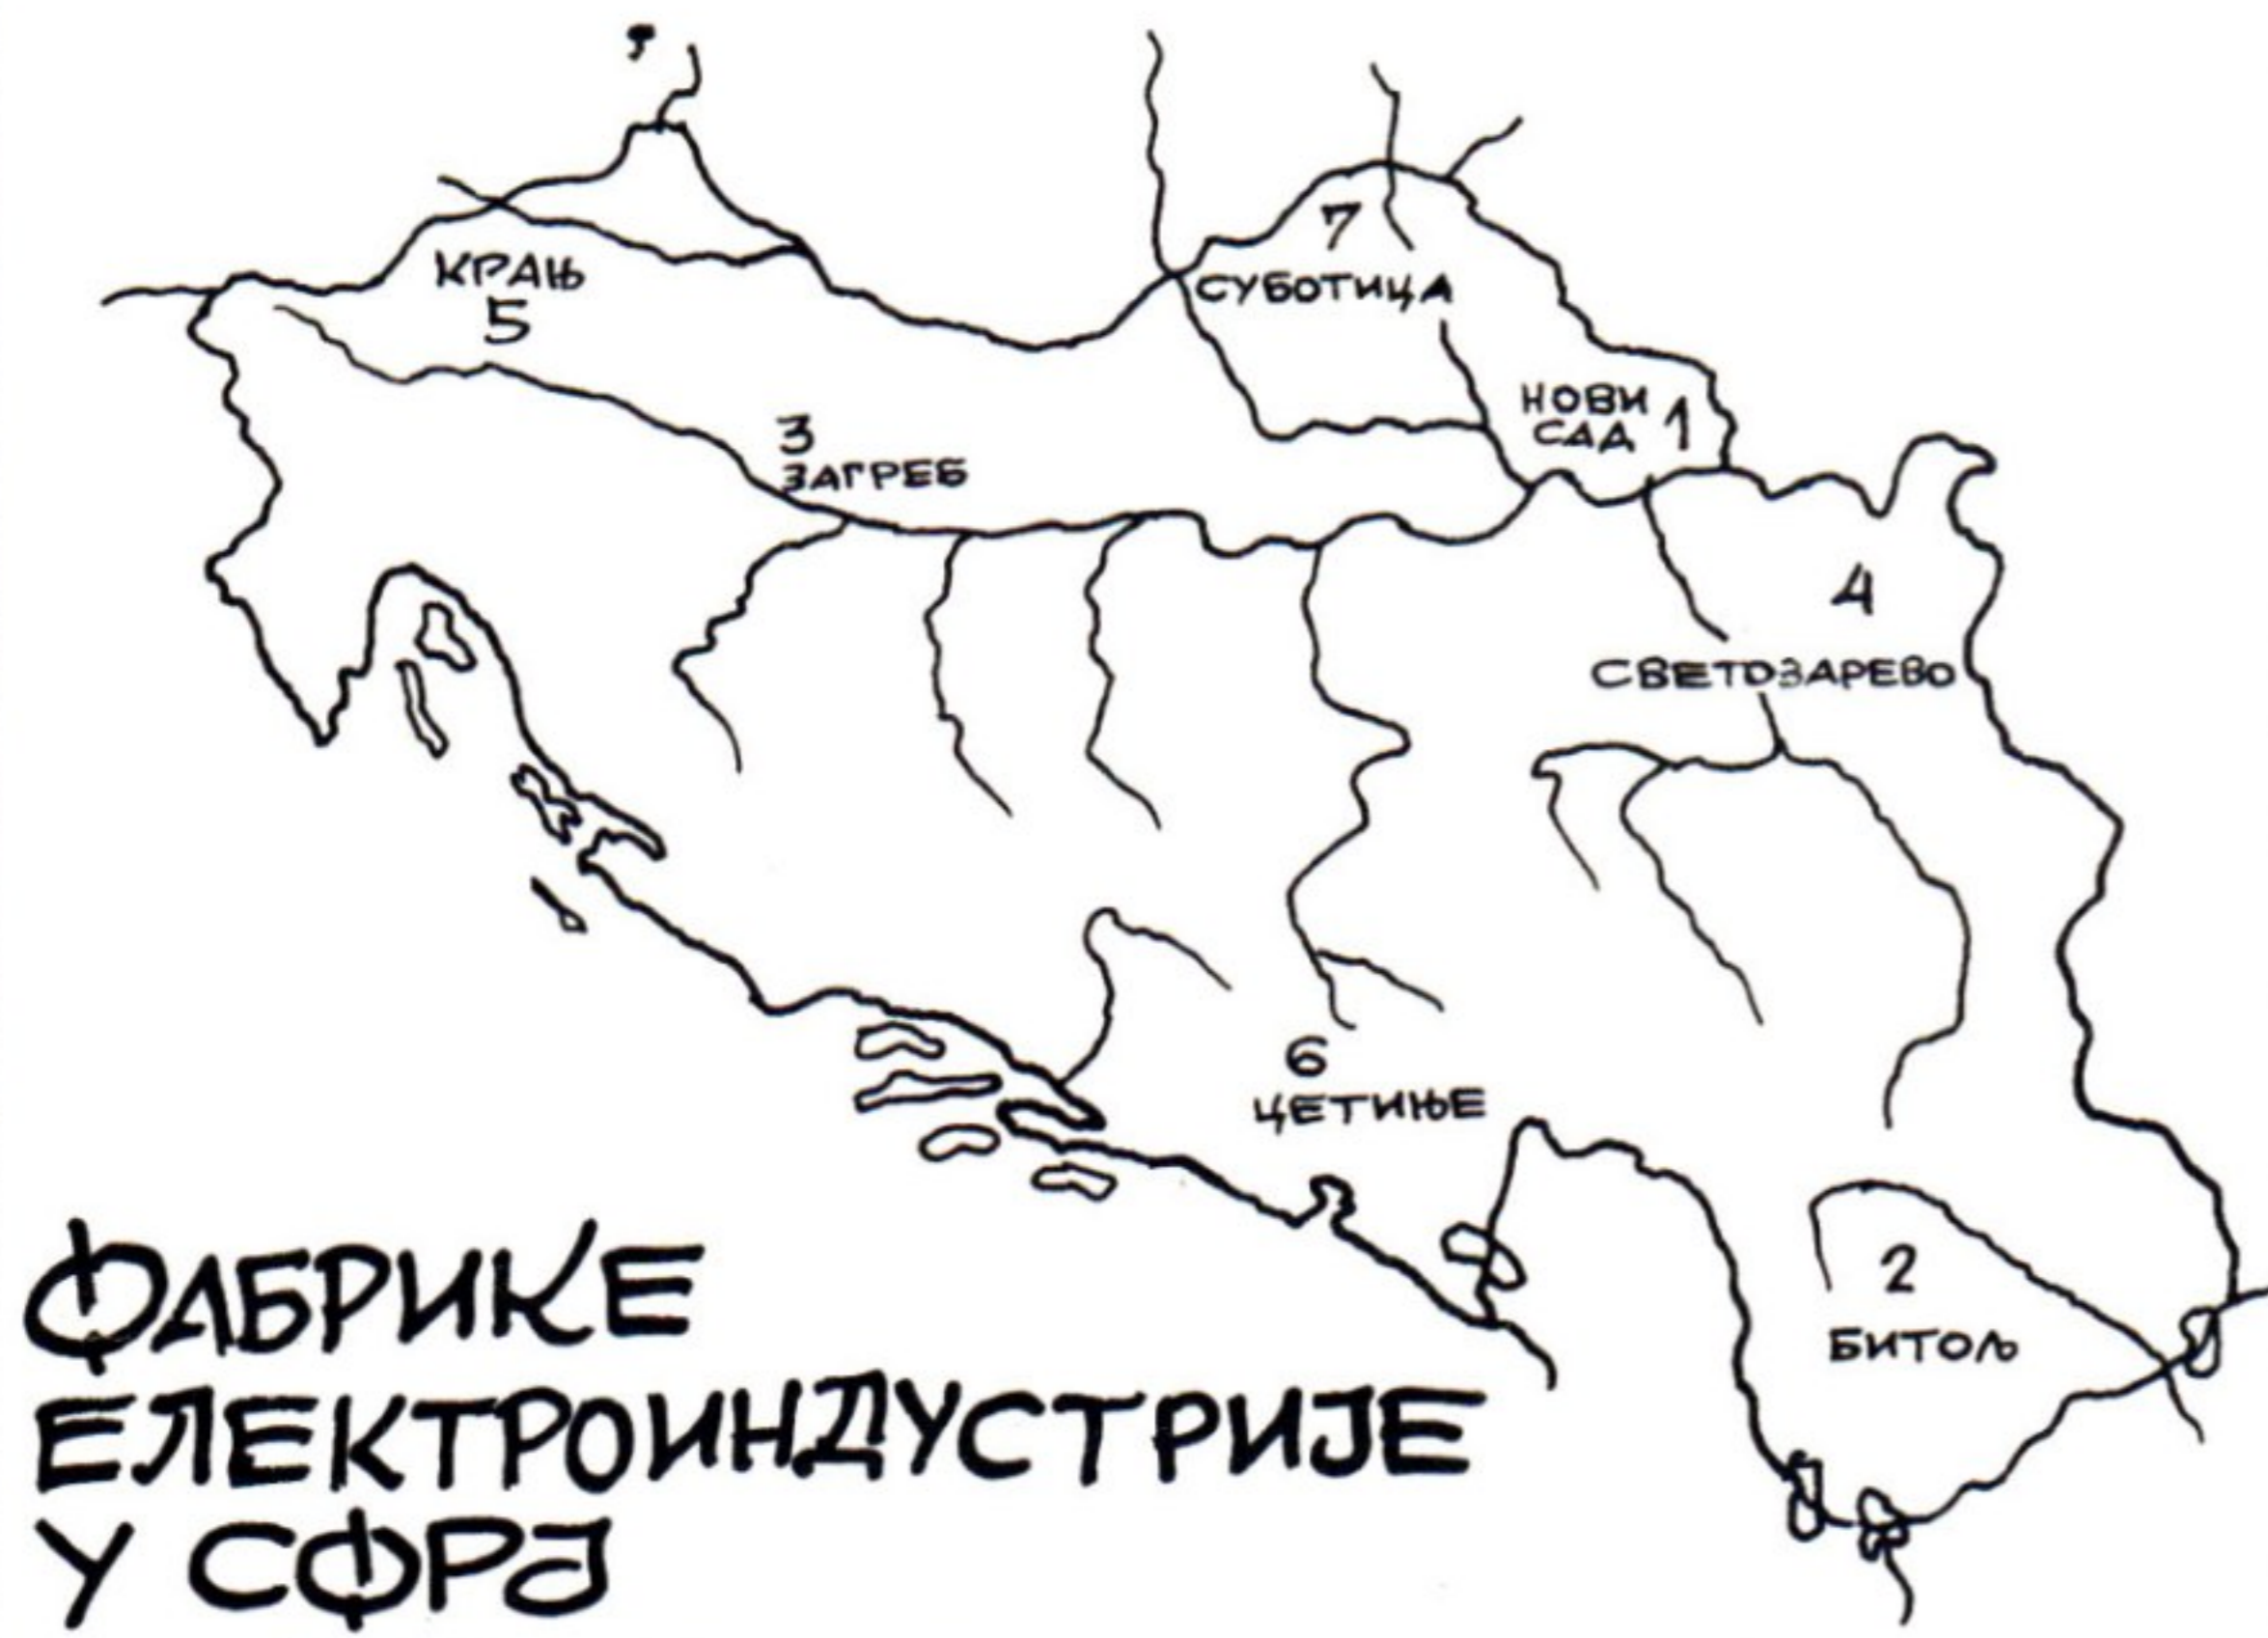 7
СУБОТИЦА
КРАЊ
5
НОВИ
САД 1
3
ЗАГРЕБ
4
СВЕТОЗАРЕВО
6
ЦЕТИЊЕ
2
БИТОЉ
ФАБРИКЕ
ЕЛЕКТРОИНДУСТРИЈЕ
У СФРЈ